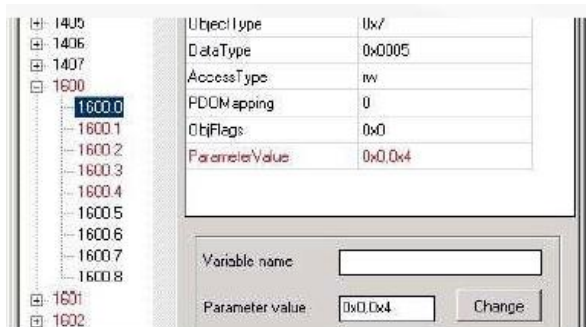 1405
ObjectType 0x7
1406
DataType 0x0005
1407
AccessType rw
1600
PDOMapping 0
1600.0
ObjFlags 0x0
1600.1
ParameterValue 0x0,0x4
1600.2
1600.3
1600.4
1600.5
1600.6
1600.7
1600.8
1601
1602
Variable name
Parameter value 0x0,0x4 Change